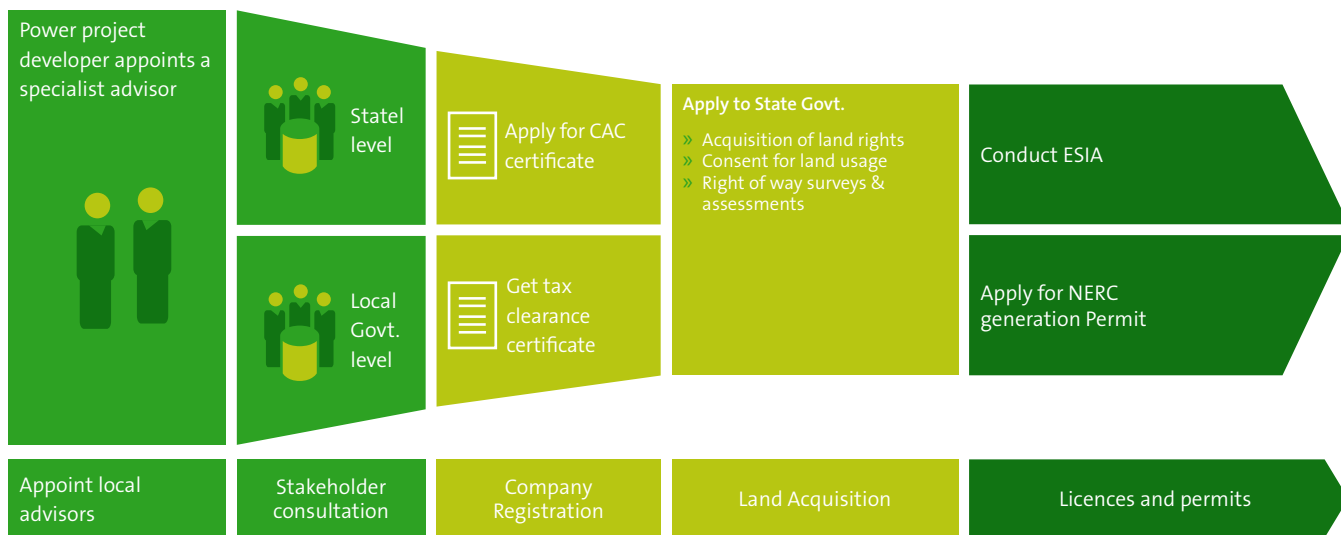 Power project
developer appoints a
specialist advisor
Statel
level
Local
Govt.
level
Apply for CAC
certificate
Get tax
clearance
certificate
Apply to State Govt.
» Acquisition of land rights
» Consent for land usage
» Right of way surveys &
assessments
Conduct ESIA
Apply for NERC
generation Permit
Appoint local
advisors
Stakeholder
consultation
Company
Registration
Land Acquisition
Licences and permits